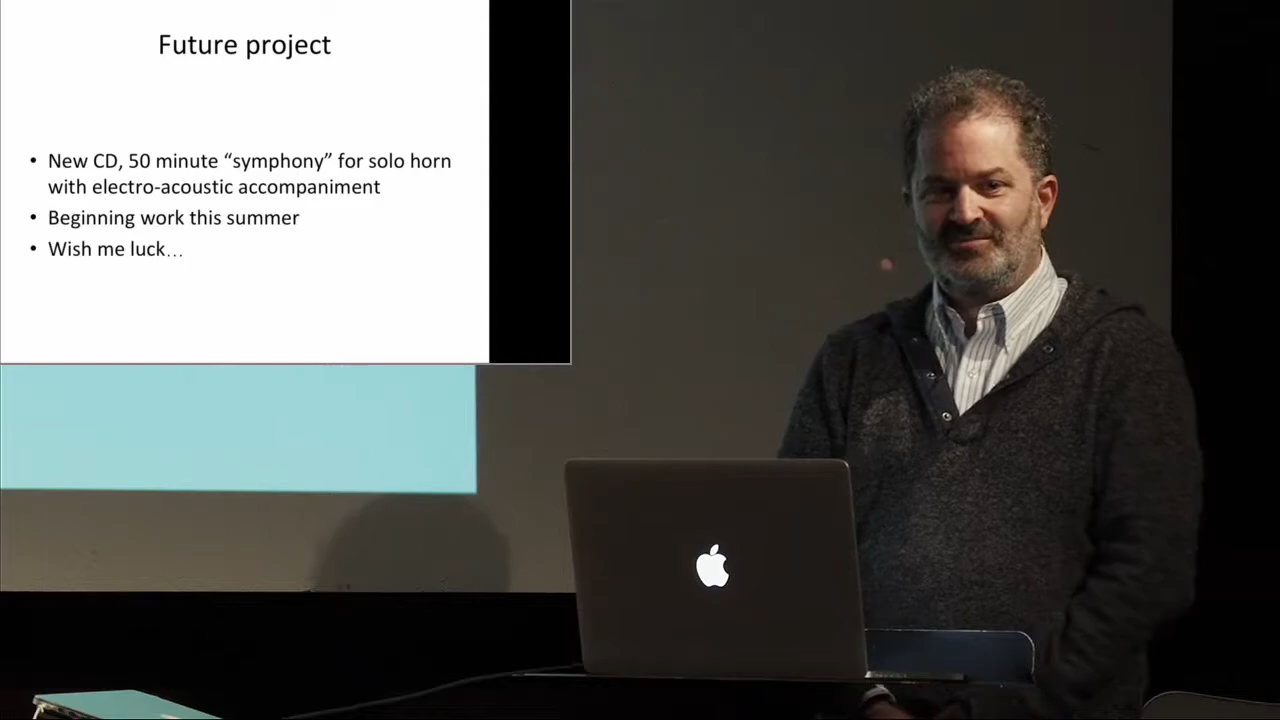 Future project
• New CD, 50 minute “symphony” for solo horn
with electro-acoustic accompaniment
• Beginning work this summer
• Wish me luck…